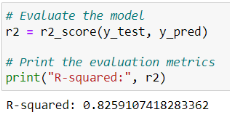 # Evaluate the model
r2 = r2_score(y_test, y_pred)
# Print the evaluation metrics
print("R-squared:", r2)
R-squared: 0.8259107418283362